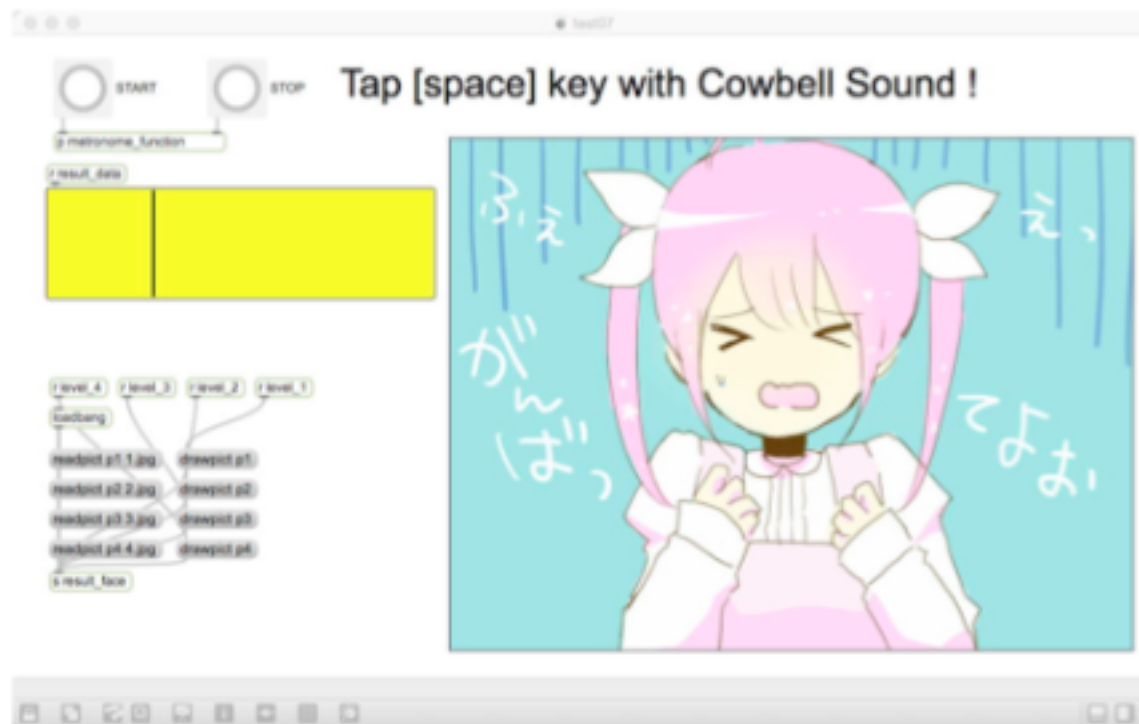 test07
START
STOP
Tap [space] key with Cowbell Sound !
p metronome_function
r result_data
r level_4
r level_3
r level_2
r level_1
loadbang
readpict p1 1.jpg
drawpict p1
readpict p2 2.jpg
drawpict p2
readpict p3 3.jpg
drawpict p3
readpict p4 4.jpg
drawpict p4
s result_face
ふぇ
えっ
がんばっ
てよぉ